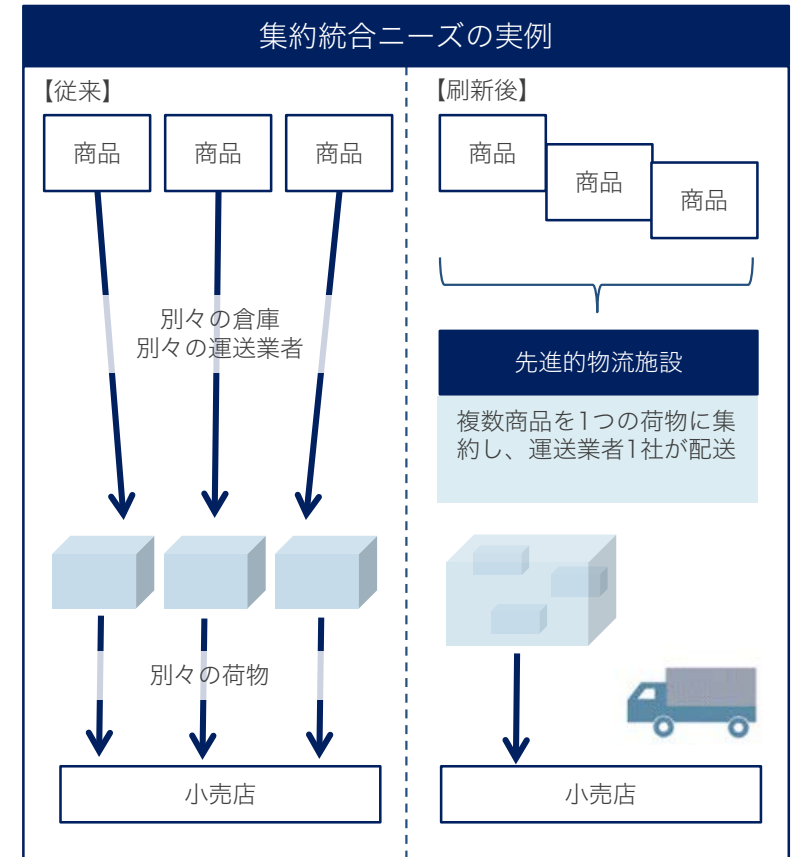 集約統合ニーズの実例
【従来】
商品
商品
商品
別々の倉庫
別々の運送業者
別々の荷物
小売店
【刷新後】
商品
商品
商品
先進的物流施設
複数商品を1つの荷物に集
約し、運送業者1社が配送
小売店